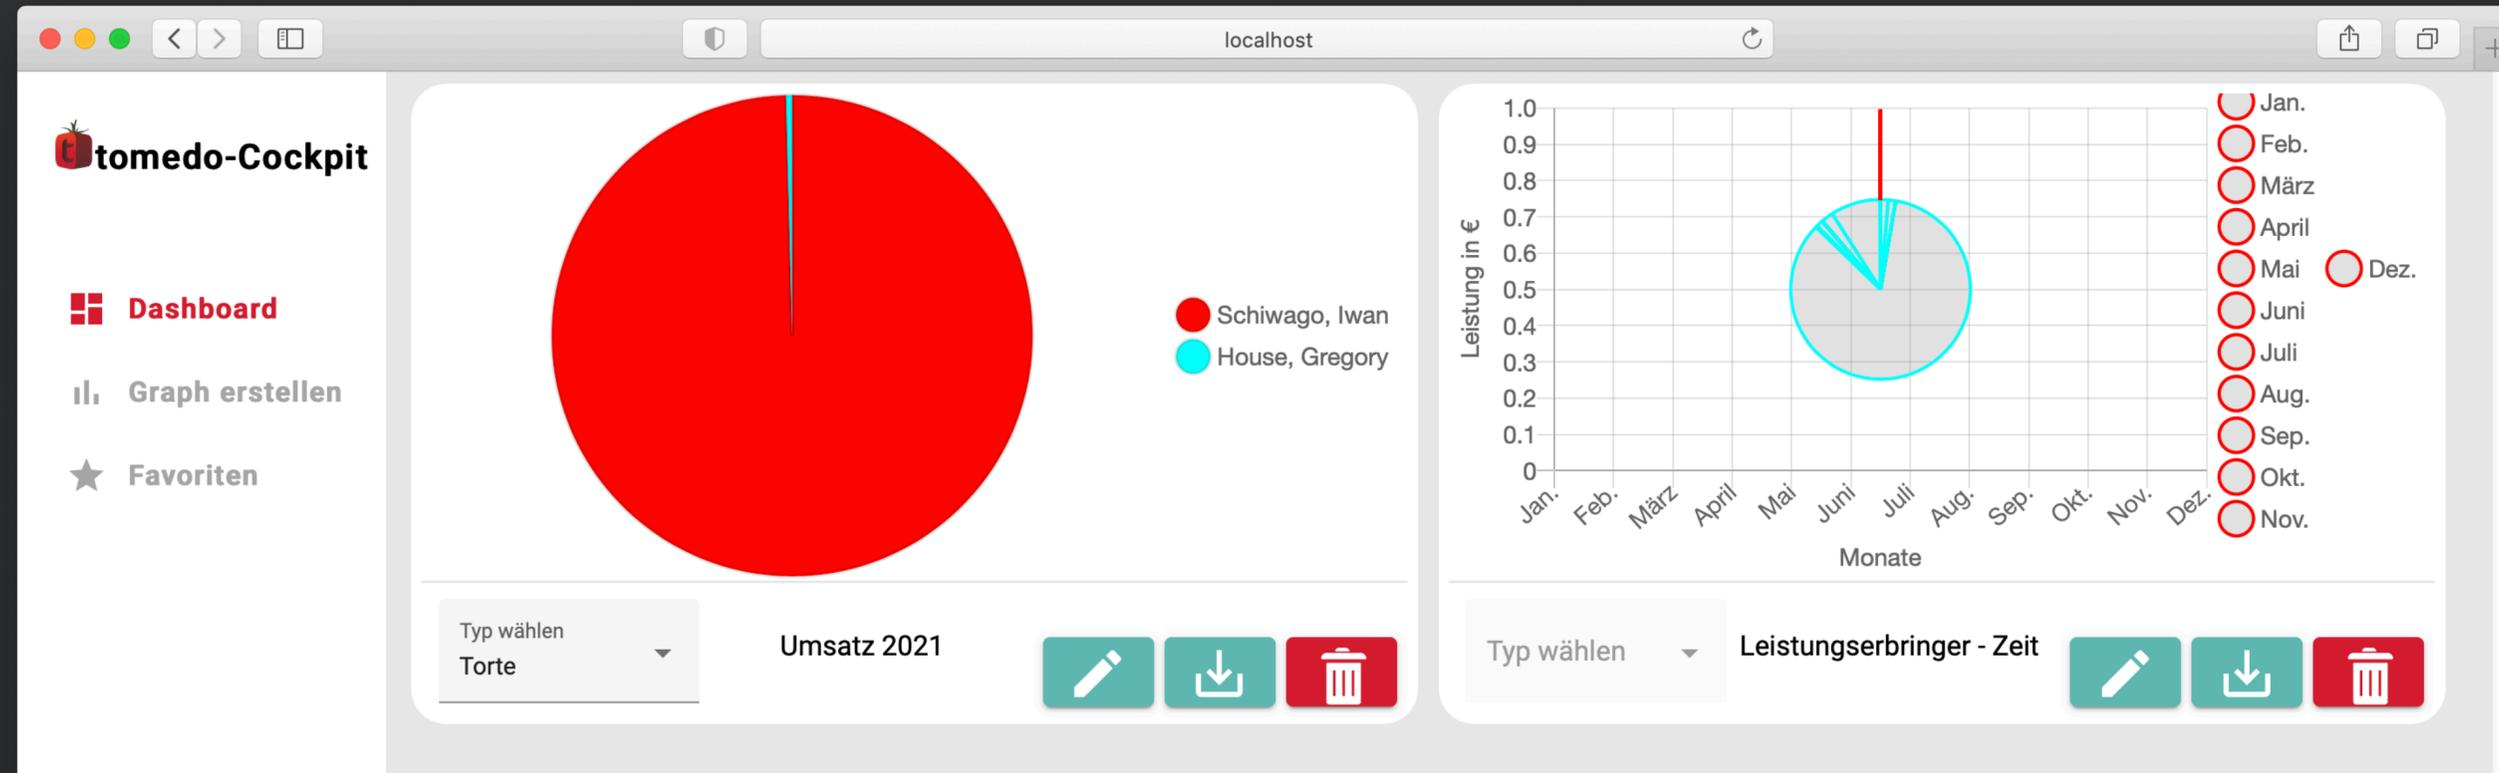 localhost
tomedo-Cockpit
Dashboard
Graph erstellen
Favoriten
Schiwago, Iwan
House, Gregory
Typ wählen
Torte
Umsatz 2021
Leistung in €
1.0
0.9
0.8
0.7
0.6
0.5
0.4
0.3
0.2
0.1
0
Jan.
Feb.
März
April
Mai
Juni
Juli
Aug.
Sep.
Okt.
Nov.
Dez.
Monate
Jan.
Feb.
März
April
Mai
Dez.
Juni
Juli
Aug.
Sep.
Okt.
Nov.
Typ wählen
Leistungserbringer - Zeit